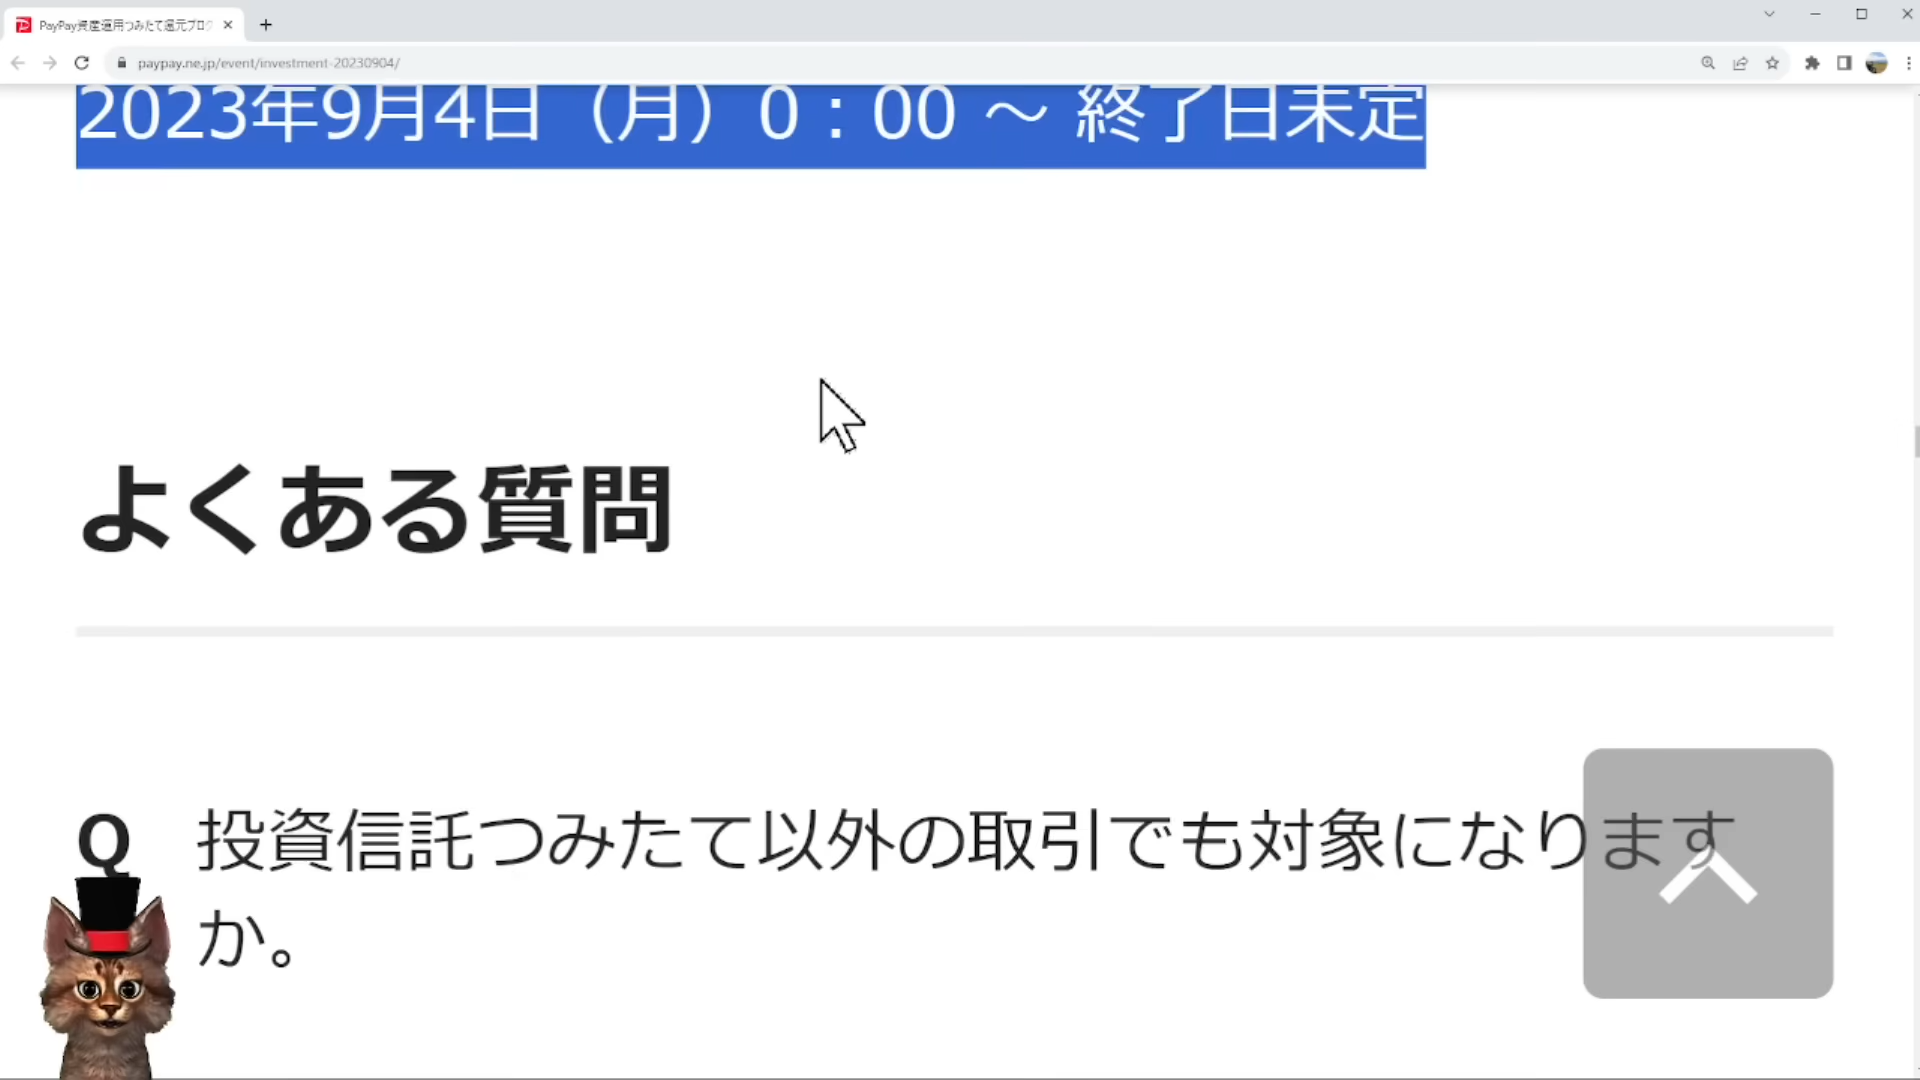 PayPay資産運用つみたて還元プロ
paypay.ne.jp/event/investment-20230904/
2023年9月4日（月）0：00 ～ 終了日未定
よくある質問
Q 投資信託つみたて以外の取引でも対象になります
か。